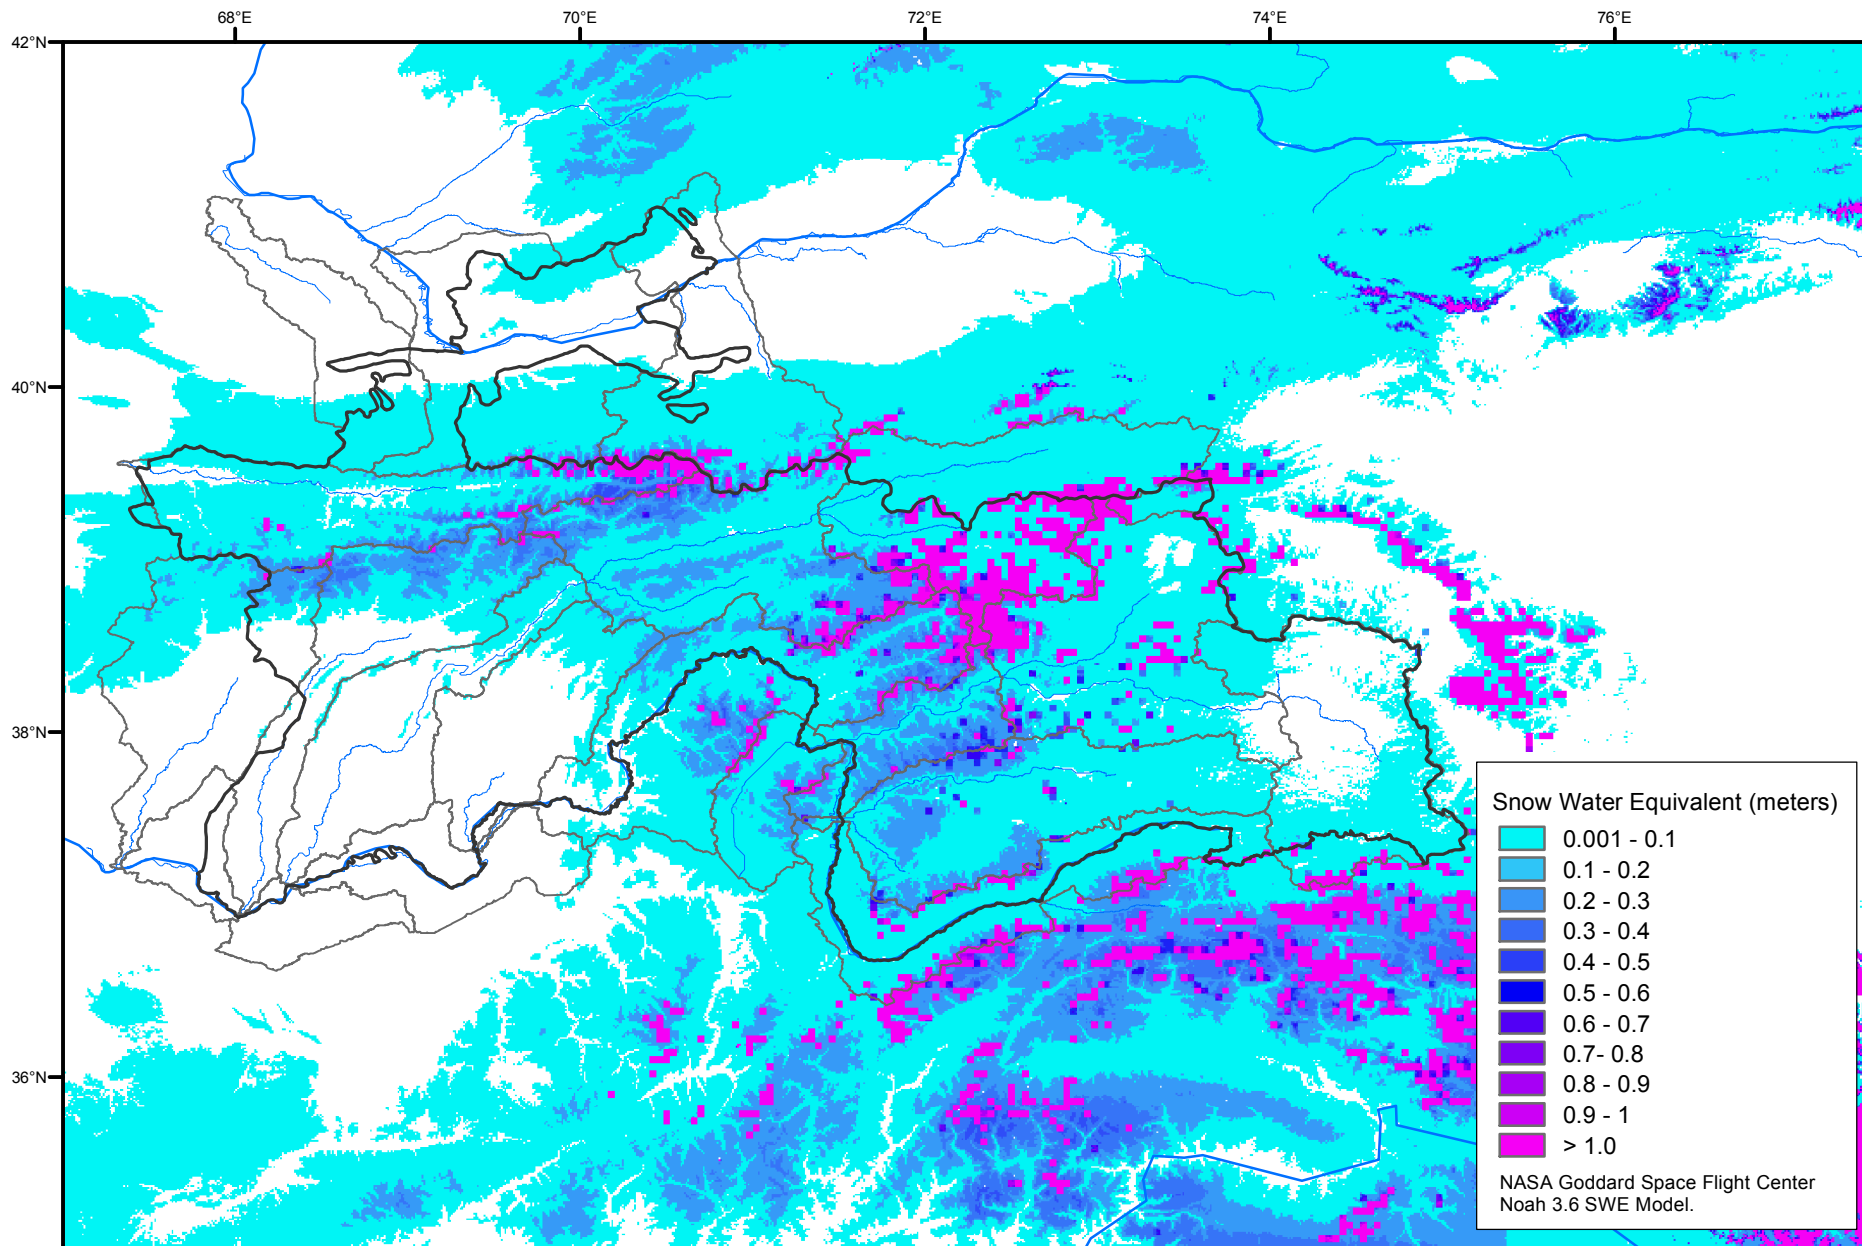 68°E 70°E 72°E 74°E 76°E
42°N
40°N
38°N
36°N
Snow Water Equivalent (meters)
0.001 - 0.1
0.1 - 0.2
0.2 - 0.3
0.3 - 0.4
0.4 - 0.5
0.5 - 0.6
0.6 - 0.7
0.7- 0.8
0.8 - 0.9
0.9 - 1
> 1.0
NASA Goddard Space Flight Center
Noah 3.6 SWE Model.